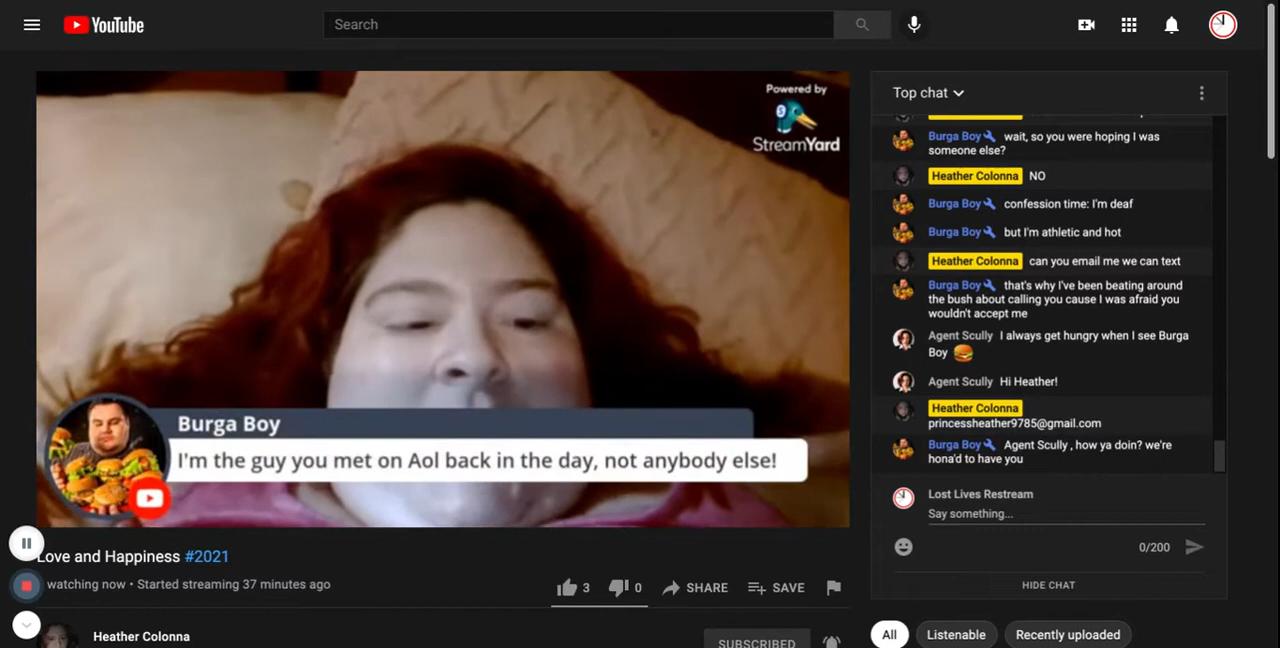 YouTube
Search
Powered by
StreamYard
Burga Boy
I'm the guy you met on Aol back in the day, not anybody else!
Love and Happiness #2021
watching now • Started streaming 37 minutes ago
3
0
SHARE
SAVE
Heather Colonna
SUBSCRIBED
Top chat
Burga Boy wait, so you were hoping I was
someone else?
Heather Colonna NO
Burga Boy confession time: I'm deaf
Burga Boy but I'm athletic and hot
Heather Colonna can you email me we can text
Burga Boy that's why I've been beating around
the bush about calling you cause I was afraid you
wouldn't accept me
Agent Scully I always get hungry when I see Burga
Boy 🍔
Agent Scully Hi Heather!
Heather Colonna
princessheather9785@gmail.com
Burga Boy Agent Scully , how ya doin? we're
hona'd to have you
Lost Lives Restream
Say something...
0/200
HIDE CHAT
All
Listenable
Recently uploaded